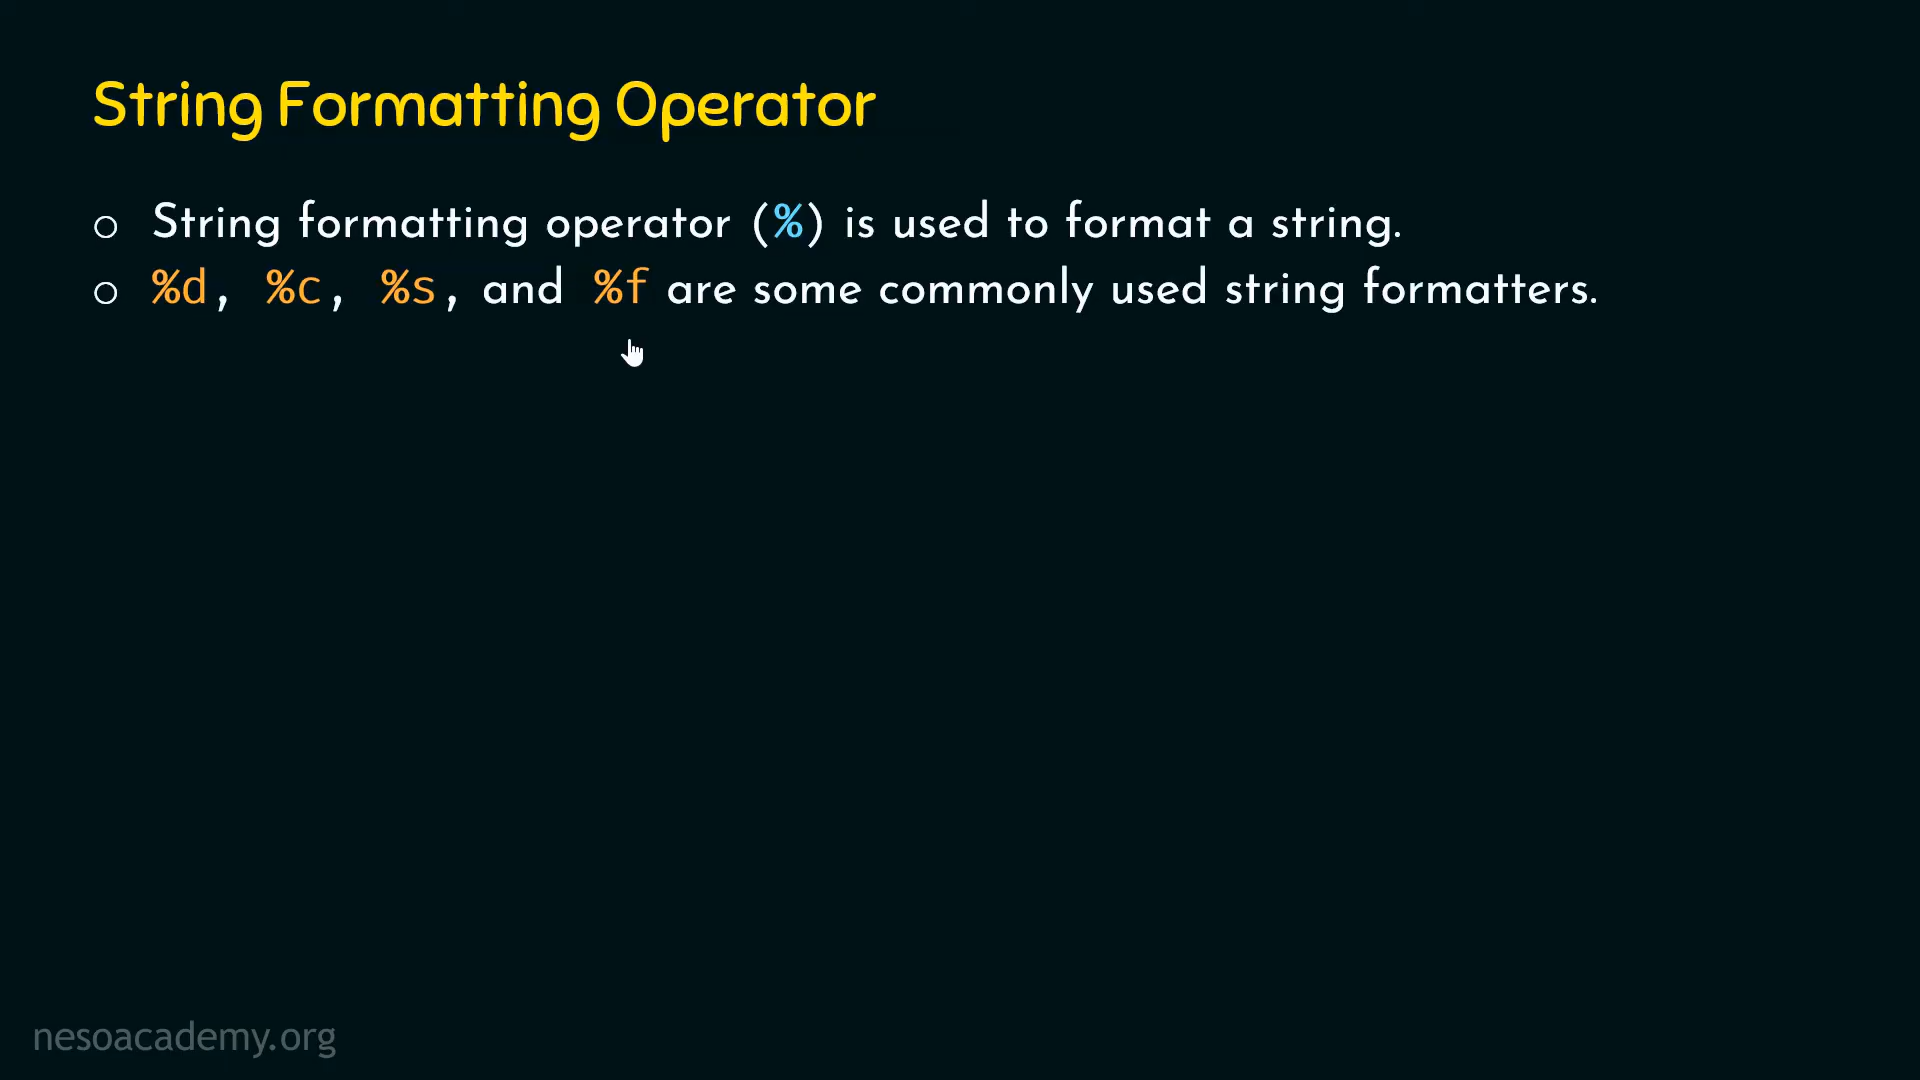 String Formatting Operator
○ String formatting operator (%) is used to format a string.
○ %d, %c, %s, and %f are some commonly used string formatters.
nesoacademy.org